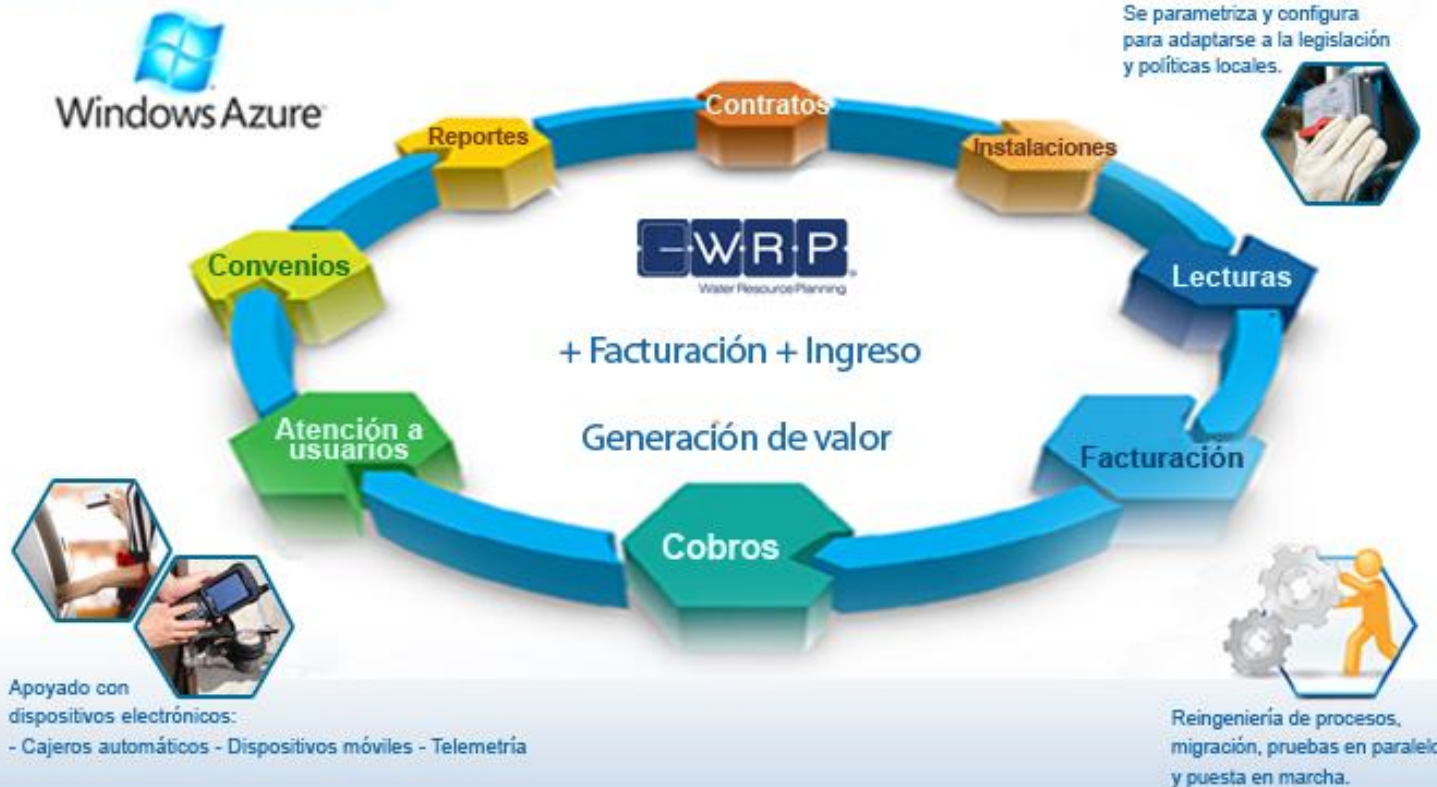 Se parametriza y configura
para adaptarse a la legislación
y políticas locales.
Windows Azure
Contratos
Reportes
Instalaciones
W·R·P
Water Resource Planning
Convenios
Lecturas
+ Facturación + Ingreso
Atención a
usuarios
Generación de valor
Facturación
Cobros
Apoyado con
dispositivos electrónicos:
- Cajeros automáticos - Dispositivos móviles - Telemetría
Reingeniería de procesos,
migración, pruebas en paralelo
y puesta en marcha.